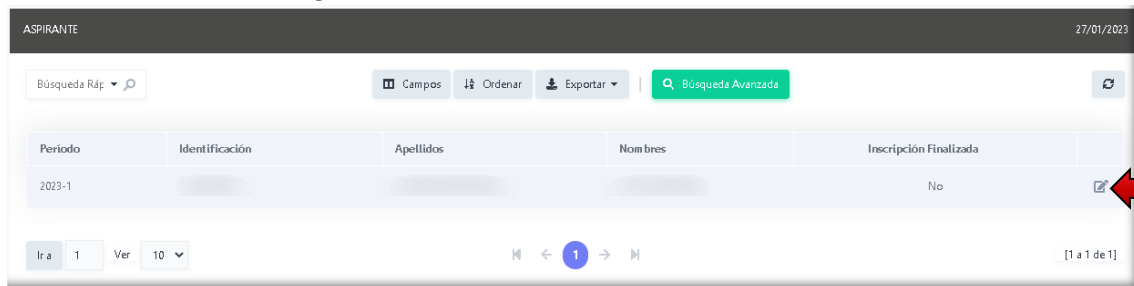 ASPIRANTE 27/01/2023
Búsqueda Ráp Campos Ordenar Exportar Búsqueda Avanzada
Período Identificación Apellidos Nombres Inscripción Finalizada
2023-1 No
Ir a 1 Ver 10 1 [1 a 1 de 1]